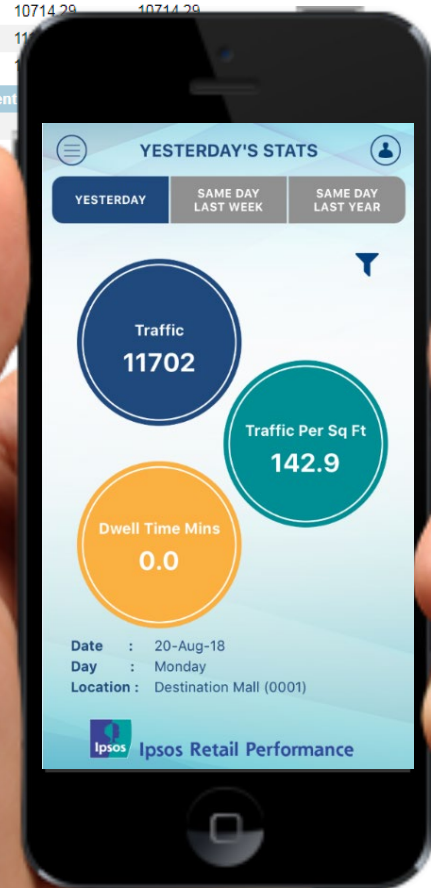 10714.29 10714.29
YESTERDAY'S STATS
YESTERDAY
SAME DAY
LAST WEEK
SAME DAY
LAST YEAR
Traffic
11702
Traffic Per Sq Ft
142.9
Dwell Time Mins
0.0
Date : 20-Aug-18
Day : Monday
Location : Destination Mall (0001)
Ipsos
Ipsos Retail Performance